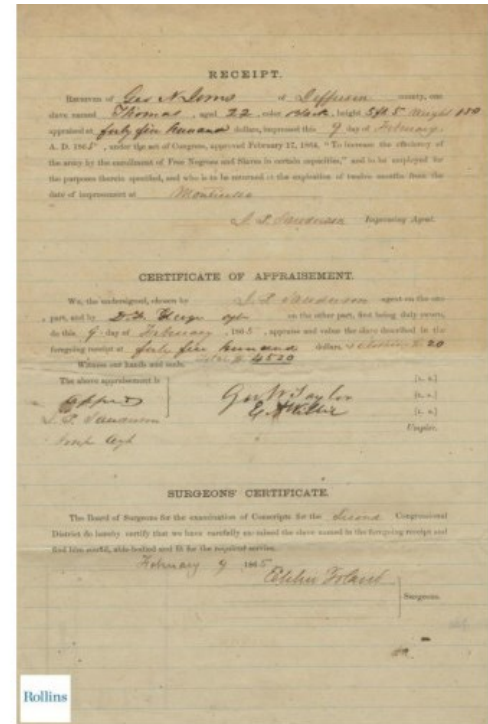 RECEIPT.
RECEIVED of Geo N Jones of Jefferson county, one
slave named Thomas, aged 22 color black, height 5ft 5 Weight 150
appraised at forty five hundred dollars, impressed this 9 day of February
A. D. 1865, under the act of Congress, approved February 17, 1864, "To increase the efficiency of
the army by the employment of Free Negroes and Slaves in certain capacities," and to be employed for
the purposes therein specified, and who is to be returned at the expiration of twelve months from the
date of impressment at Monticello
Impressing Agent.
CERTIFICATE OF APPRAISEMENT.
We, the undersigned, chosen by agent on the one
part, and by on the other part, first being duly sworn,
do this 9 day of February, 1865, appraise and value the slave described in the
foregoing receipt at forty five hundred dollars clothing $ 20
Witness our hands and seals, Total $ 4520
The above appraisement is
Geo W Taylor [L. S.]
[L. S.]
[L. S.]
Umpire.
SURGEONS' CERTIFICATE.
The Board of Surgeons for the examination of Conscripts for the Second Congressional
District do hereby certify that we have carefully examined the slave named in the foregoing receipt and
find him sound, able-bodied and fit for the required service.
February 9 1865
Surgeons.
Rollins